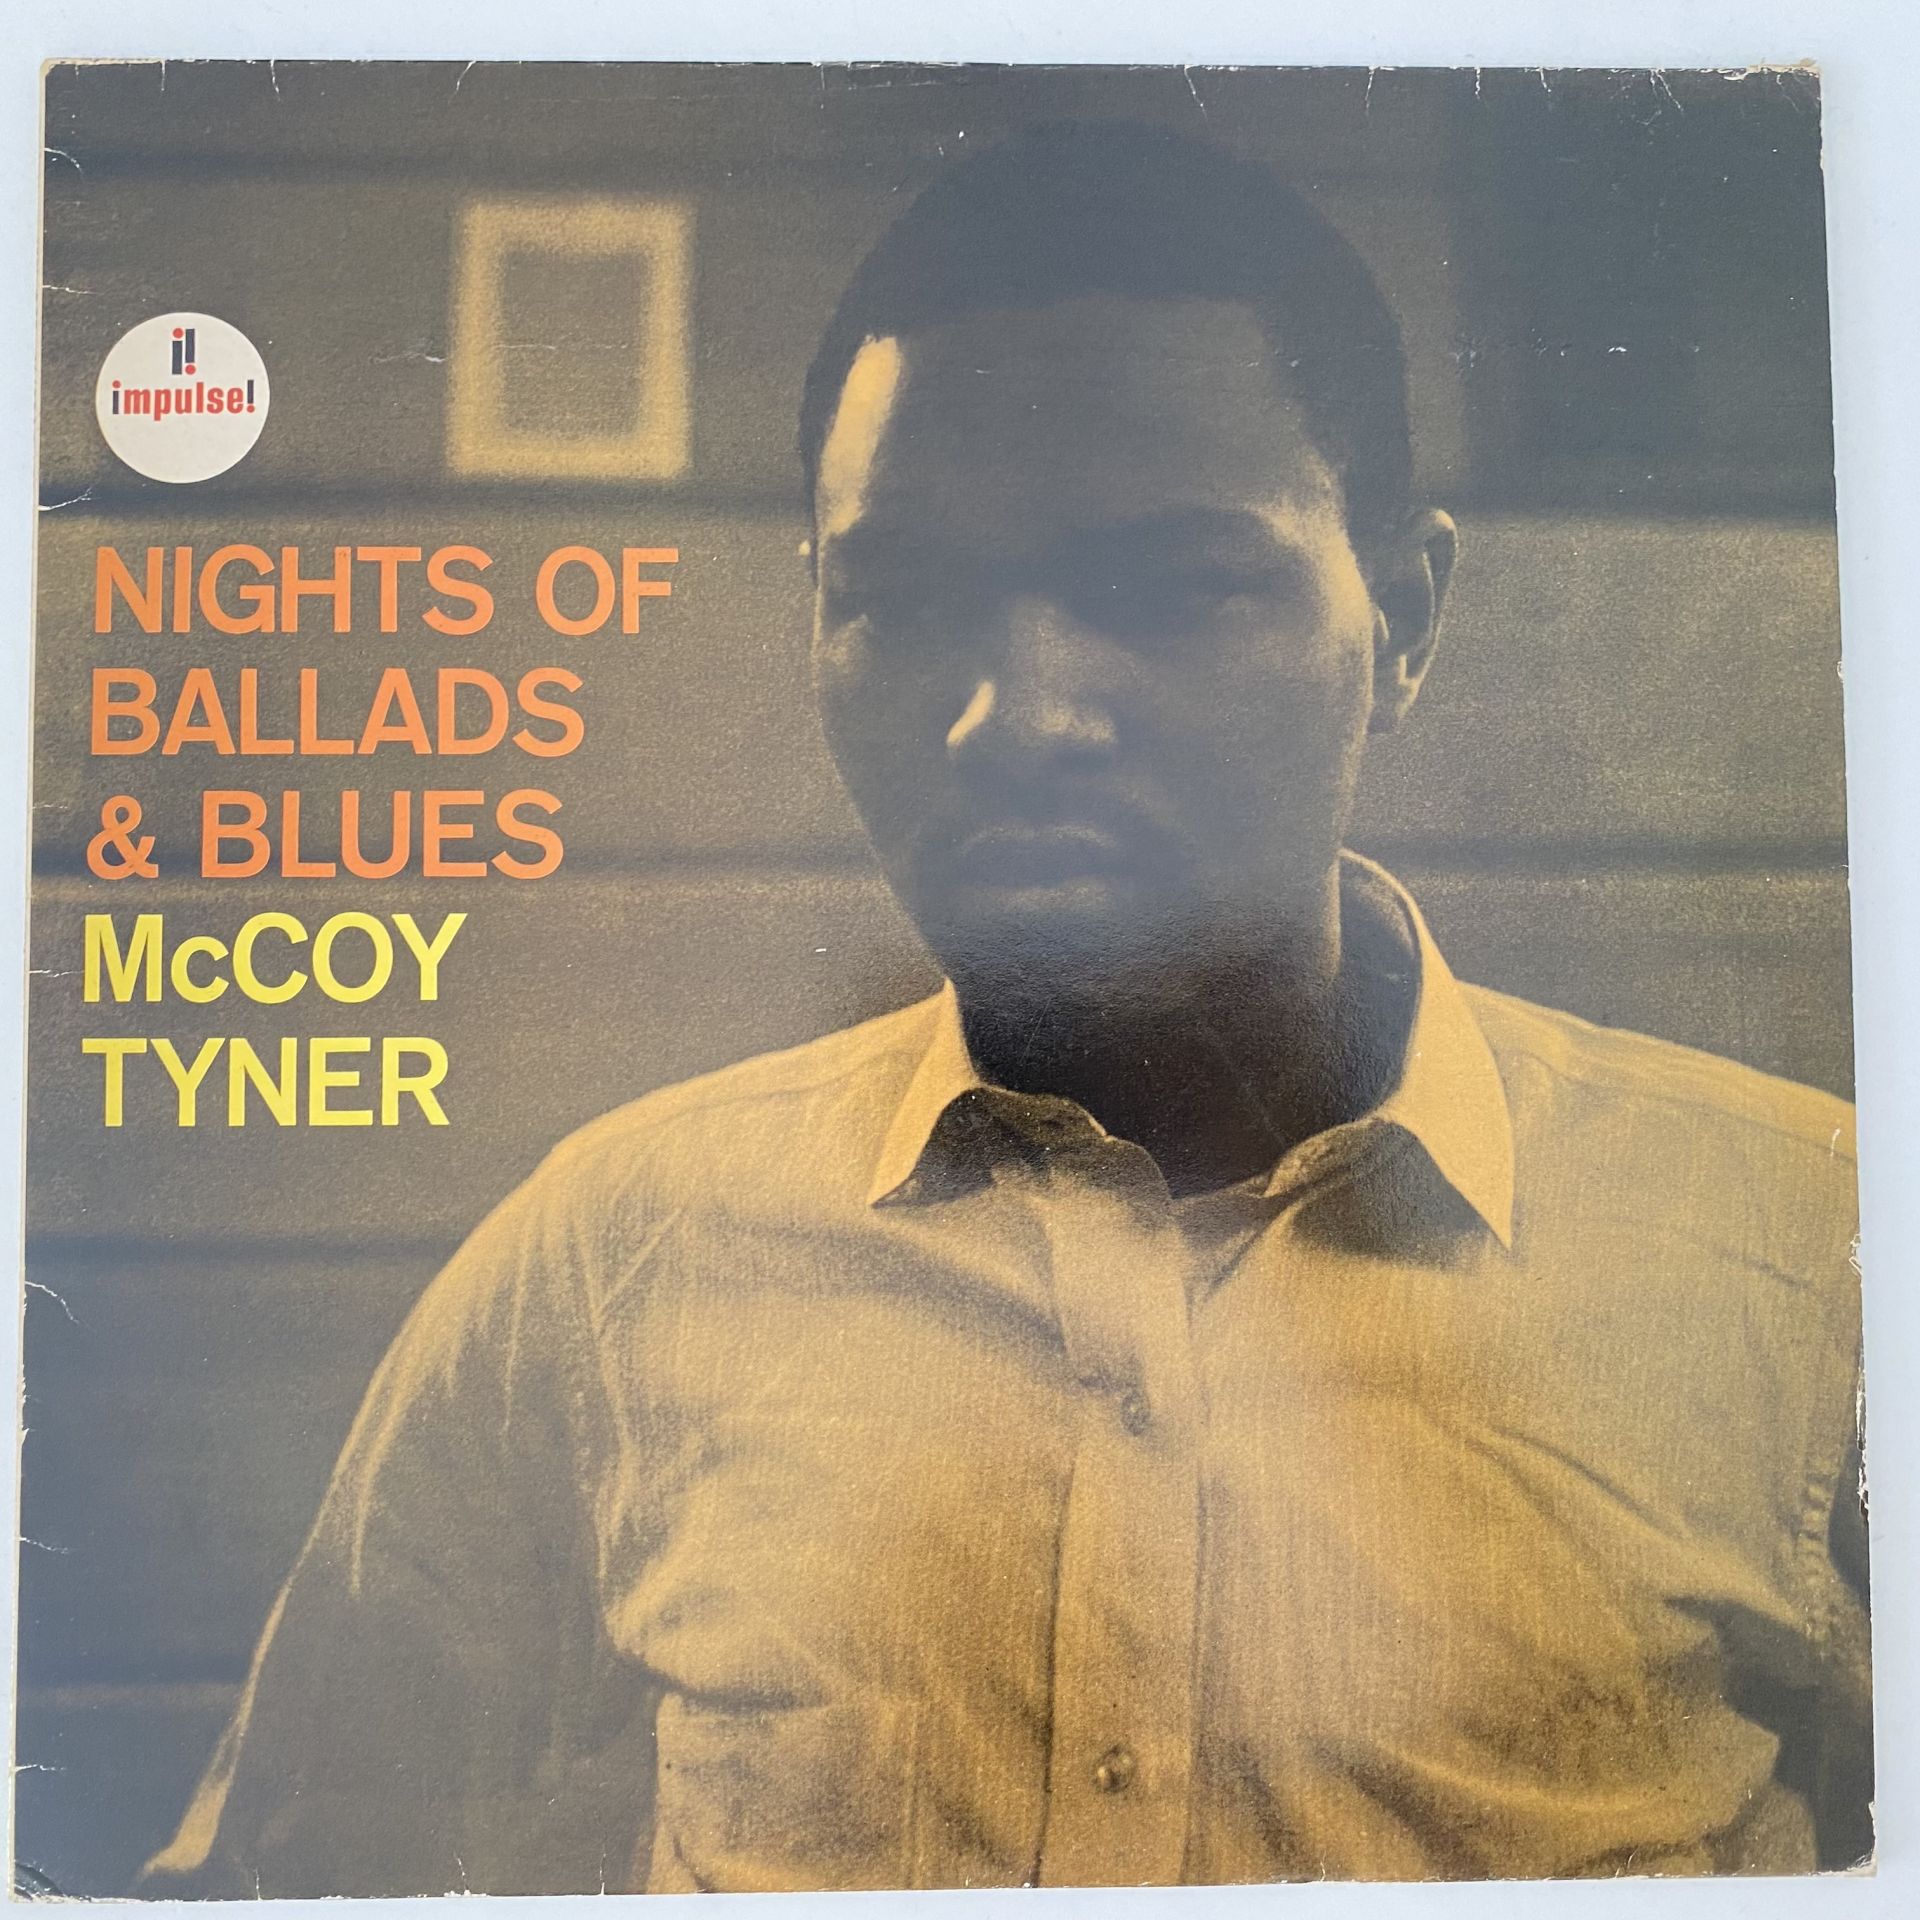 i!
impulse!
NIGHTS OF
BALLADS
& BLUES
McCOY
TYNER